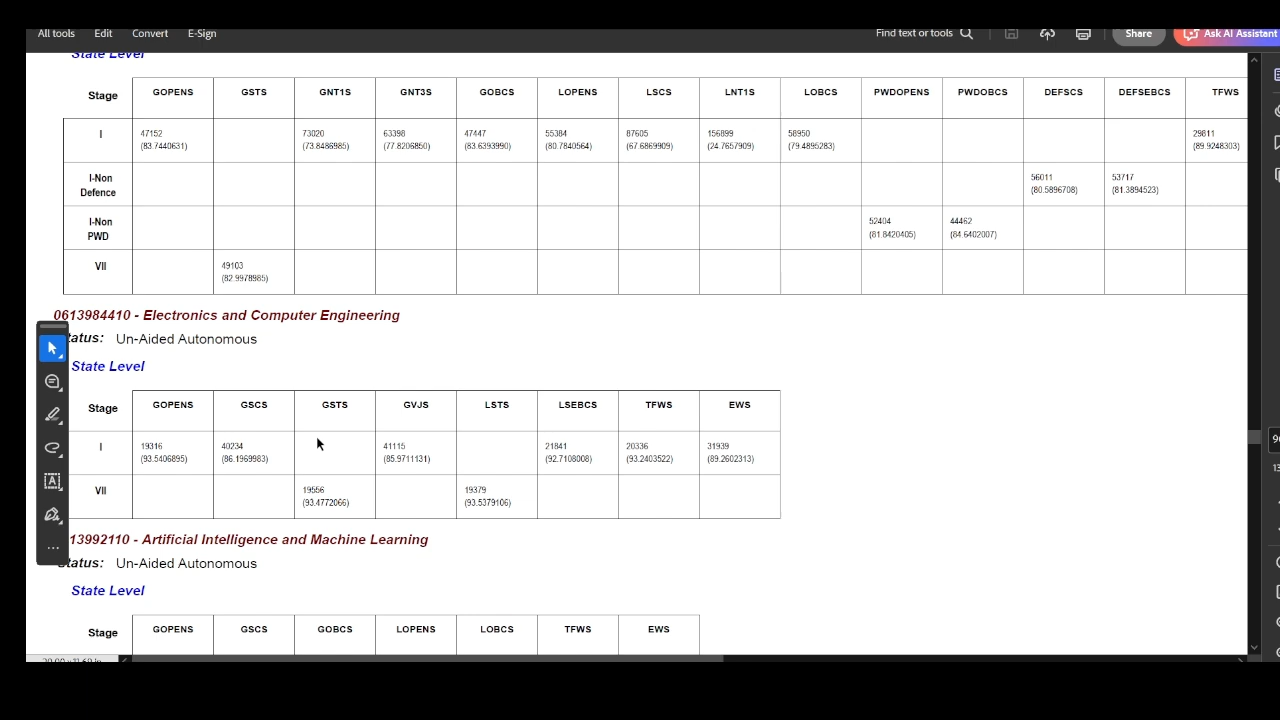 All tools Edit Convert E-Sign Find text or tools Share Ask AI Assistant
State Level
Stage GOPENS GSTS GNT1S GNT3S GOBCS LOPENS LSCS LNT1S LOBCS PWDOPENS PWDOBCS DEFSCS DEFSEBCS TFWS
I 47152 73020 63398 47447 55384 87605 156899 58950 29811
(83.7440631) (73.8486985) (77.8206850) (83.6393990) (80.7840564) (67.6869909) (24.7657909) (79.4895283) (89.9248303)
I-Non Defence 56011 53717
(80.5896708) (81.3894523)
I-Non PWD 52404 44462
(81.8420405) (84.6402007)
VII 49103
(82.9978985)
0613984410 - Electronics and Computer Engineering
tatus: Un-Aided Autonomous
State Level
Stage GOPENS GSCS GSTS GVJS LSTS LSEBCS TFWS EWS
I 19316 40234 41115 21841 20336 31939
(93.5406895) (86.1969983) (85.9711131) (92.7108008) (93.2403522) (89.2602313)
VII 19556 19379
(93.4772066) (93.5379106)
13992110 - Artificial Intelligence and Machine Learning
Status: Un-Aided Autonomous
State Level
Stage GOPENS GSCS GOBCS LOPENS LOBCS TFWS EWS